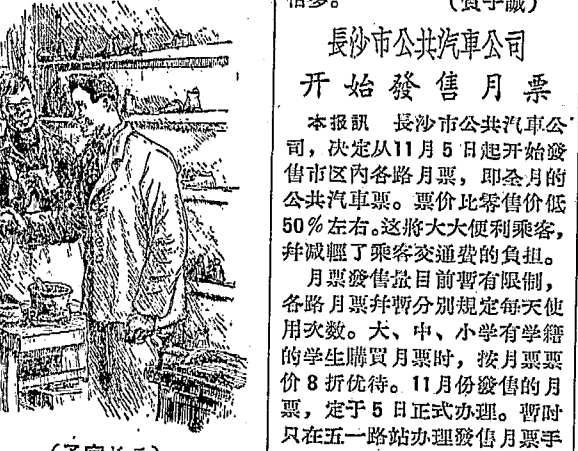 長沙市公共汽車公司
开始發售月票
本报訊 長沙市公共汽車公
司，决定从11月5日起开始發
售市区內各路月票，即全月的
公共汽車票。票价比零售价低
50%左右。这將大大便利乘客，
幷减輕了乘客交通費的負担。
月票發售量目前暫有限制，
各路月票幷暫分別規定每天使
用次数。大、中、小学有学籍
的学生購買月票时，按月票票
价8折优待。11月份發售的月
票，定于5日正式办理。暫时
只在五一路站办理發售月票手